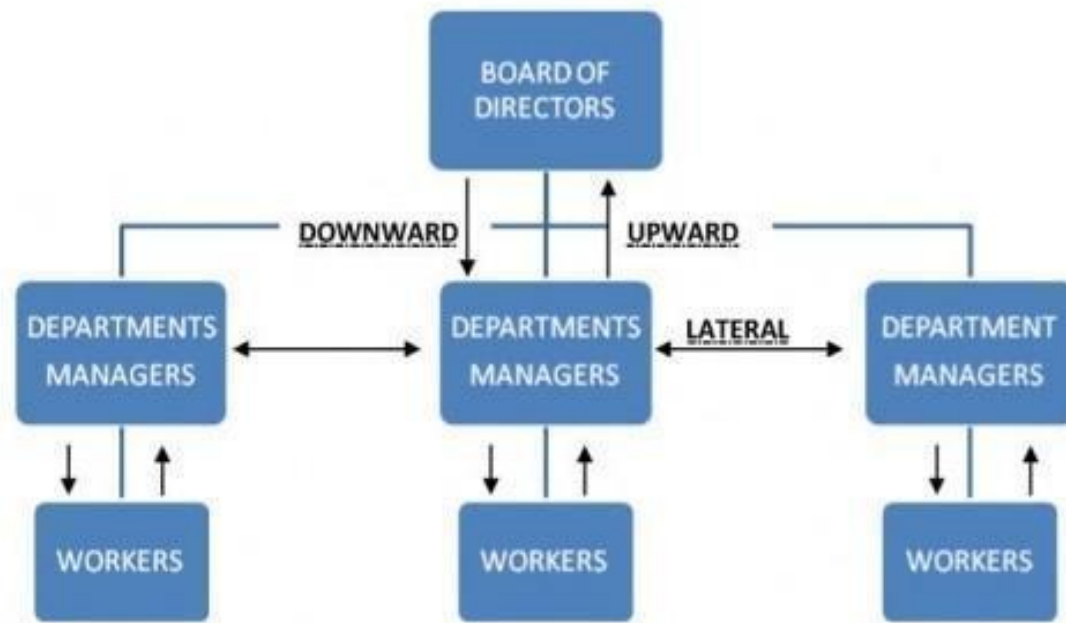 BOARD OF
DIRECTORS
DOWNWARD
UPWARD
DEPARTMENTS
MANAGERS
DEPARTMENTS
MANAGERS
LATERAL
DEPARTMENT
MANAGERS
WORKERS
WORKERS
WORKERS